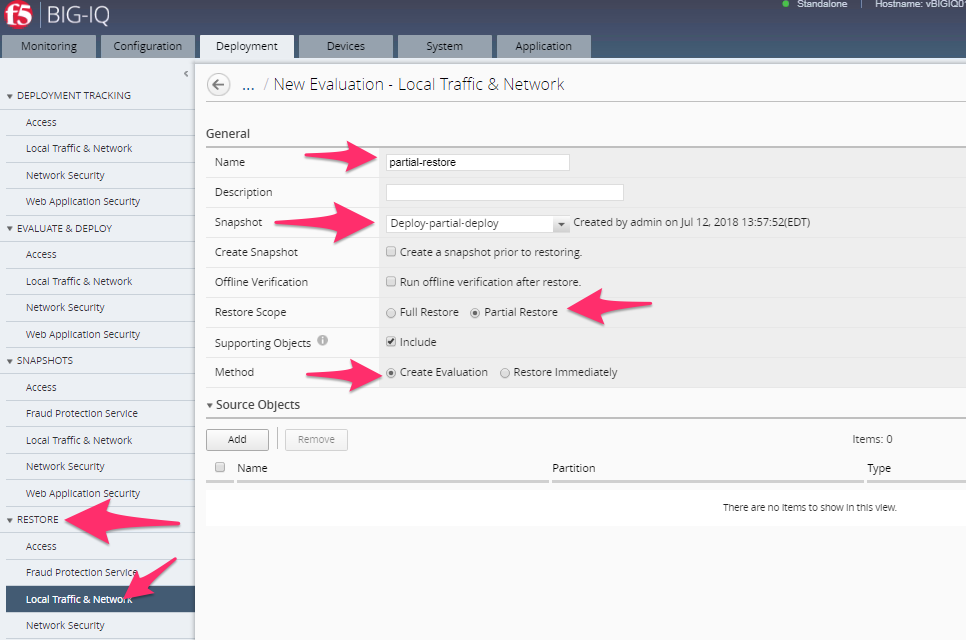 f5 BIG-IQ
Standalone Hostname: vBIGIQ01
Monitoring Configuration Deployment Devices System Application
DEPLOYMENT TRACKING
Access
Local Traffic & Network
Network Security
Web Application Security
EVALUATE & DEPLOY
Access
Local Traffic & Network
Network Security
Web Application Security
SNAPSHOTS
Access
Fraud Protection Service
Local Traffic & Network
Network Security
Web Application Security
RESTORE
Access
Fraud Protection Service
Local Traffic & Network
Network Security
... / New Evaluation - Local Traffic & Network
General
Name partial-restore
Description
Snapshot Deploy-partial-deploy Created by admin on Jul 12, 2018 13:57:52(EDT)
Create Snapshot Create a snapshot prior to restoring.
Offline Verification Run offline verification after restore.
Restore Scope Full Restore Partial Restore
Supporting Objects Include
Method Create Evaluation Restore Immediately
Source Objects
Add Remove Items: 0
Name Partition Type
There are no items to show in this view.